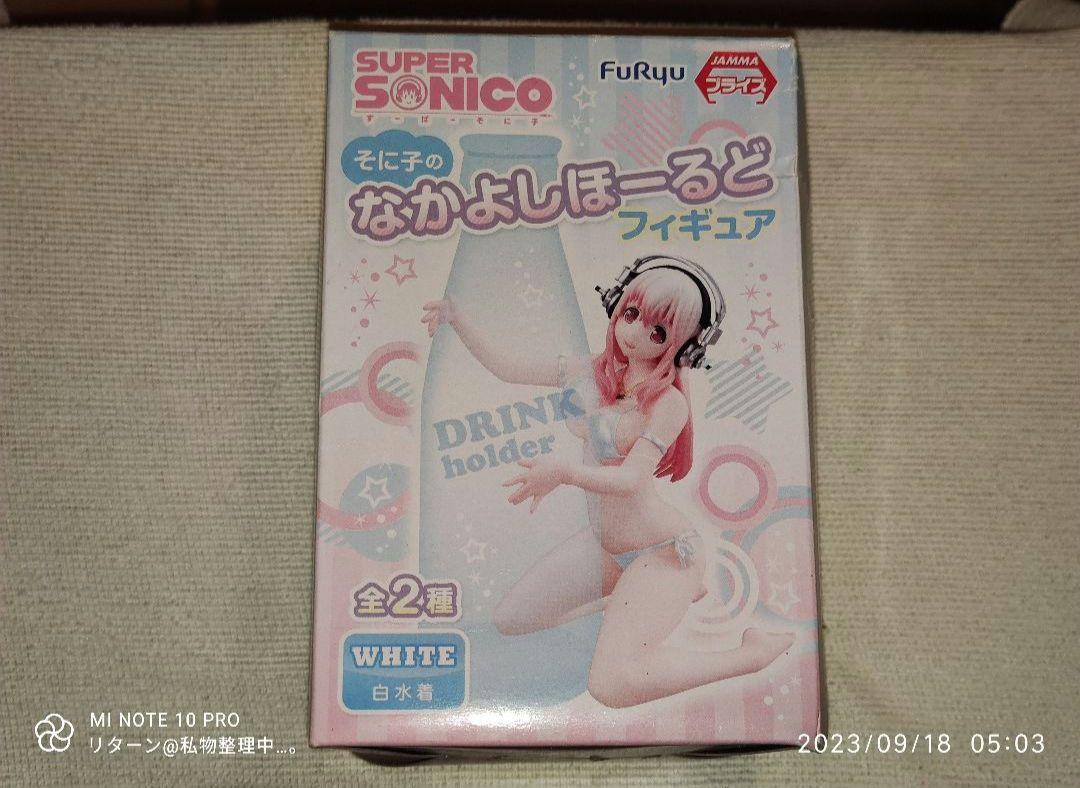 SUPER
SONICO
すーぱーそに子
FuRyu
JAMMA
プライズ
そに子の
なかよしほーるど
フィギュア
DRINK
holder
全2種
WHITE
白水着
MI NOTE 10 PRO
リターン@私物整理中...。
2023/09/18 05:03